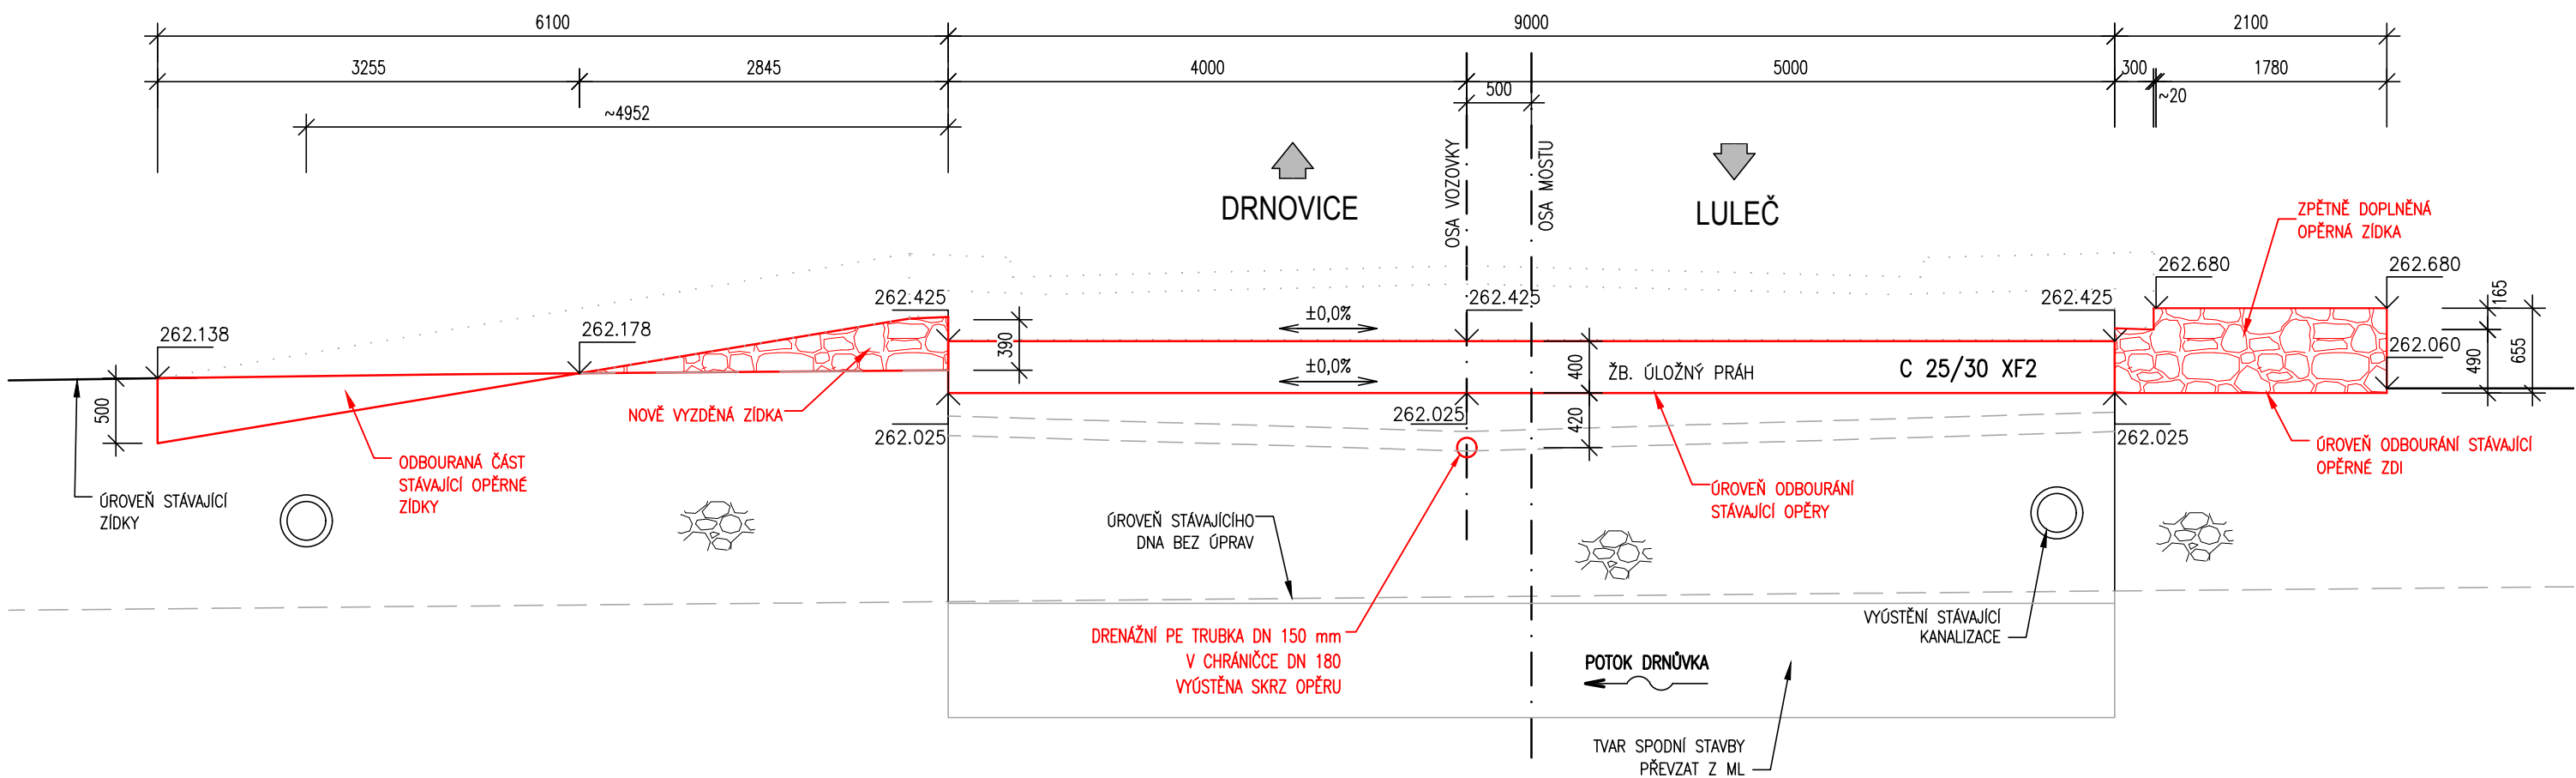 6100
9000
2100
3255
2845
4000
5000
300
1780
500
~20
~4952
OSA VOZOVKY
OSA MOSTU
DRNOVICE
LULEČ
ZPĚTNĚ DOPLNĚNÁ
OPĚRNÁ ZÍDKA
262.680
262.680
262.425
262.425
262.425
165
262.138
262.178
±0,0%
390
262.060
490
655
±0,0%
400
ŽB. ÚLOŽNÝ PRÁH
C 25/30 XF2
500
NOVĚ VYZDĚNÁ ZÍDKA
262.025
262.025
420
262.025
ODBOURANÁ ČÁST
STÁVAJÍCÍ OPĚRNÉ
ZÍDKY
ÚROVEŇ ODBOURÁNÍ STÁVAJÍCÍ
OPĚRNÉ ZDI
ÚROVEŇ STÁVAJÍCÍ
ZÍDKY
ÚROVEŇ ODBOURÁNÍ
STÁVAJÍCÍ OPĚRY
ÚROVEŇ STÁVAJÍCÍHO
DNA BEZ ÚPRAV
VYÚSTĚNÍ STÁVAJÍCÍ
KANALIZACE
DRENÁŽNÍ PE TRUBKA DN 150 mm
V CHRÁNIČCE DN 180
VYÚSTĚNA SKRZ OPĚRU
POTOK DRNŮVKA
TVAR SPODNÍ STAVBY
PŘEVZAT Z ML